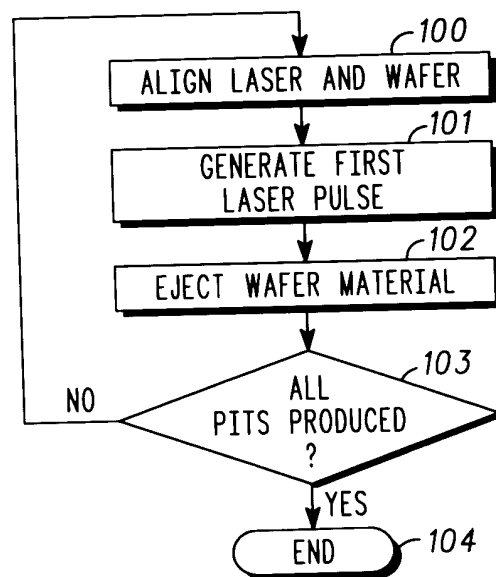 100
ALIGN LASER AND WAFER
101
GENERATE FIRST
LASER PULSE
102
EJECT WAFER MATERIAL
103
ALL
PITS PRODUCED
?
NO
YES
END
104